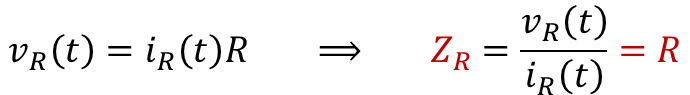 v_R(t) = i_R(t)R ⟹ Z_R = v_R(t)/i_R(t) = R